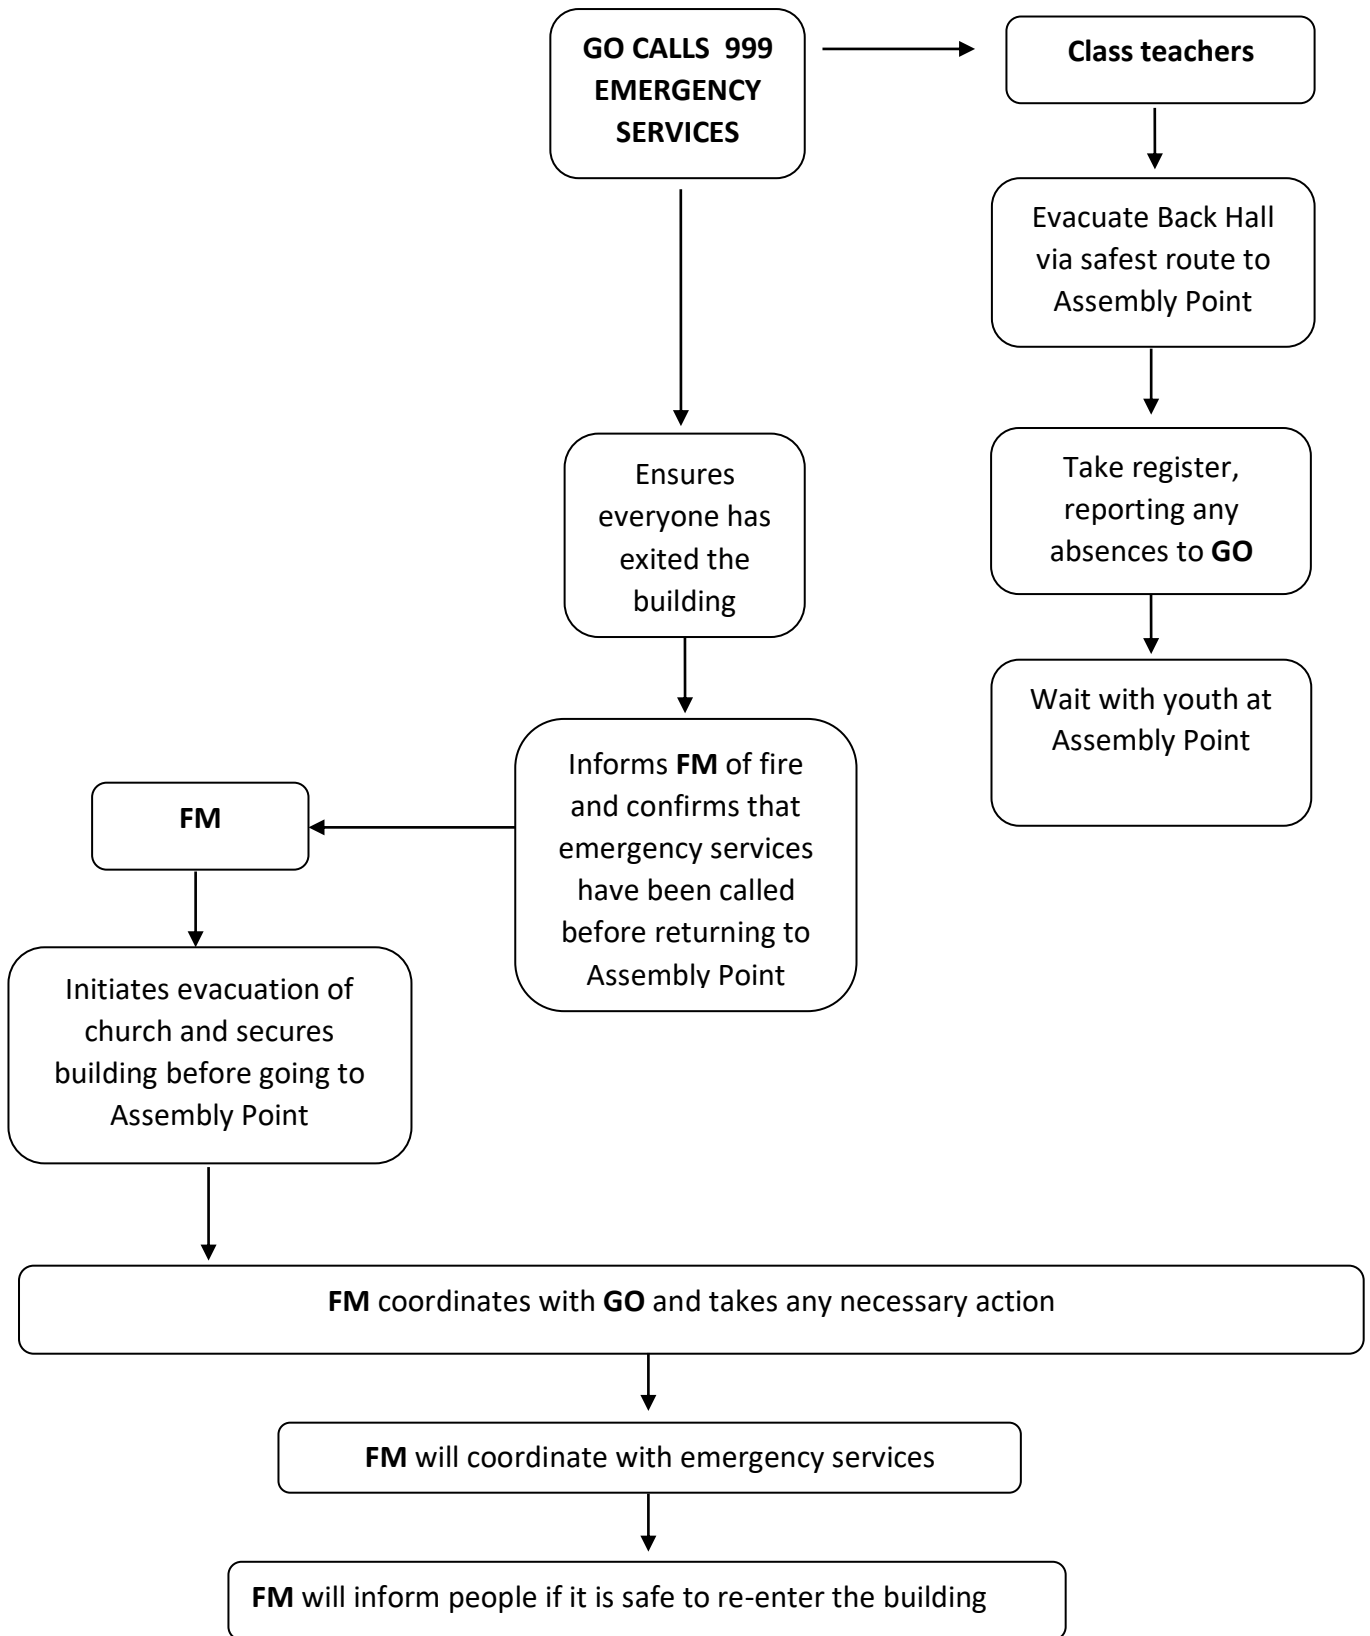 GO CALLS  999
EMERGENCY
SERVICES
Class teachers
Evacuate Back Hall
via safest route to
Assembly Point
Take register,
reporting any
absences to GO
Wait with youth at
Assembly Point
Ensures
everyone has
exited the
building
Informs FM of fire
and confirms that
emergency services
have been called
before returning to
Assembly Point
FM
Initiates evacuation of
church and secures
building before going to
Assembly Point
FM coordinates with GO and takes any necessary action
FM will coordinate with emergency services
FM will inform people if it is safe to re-enter the building